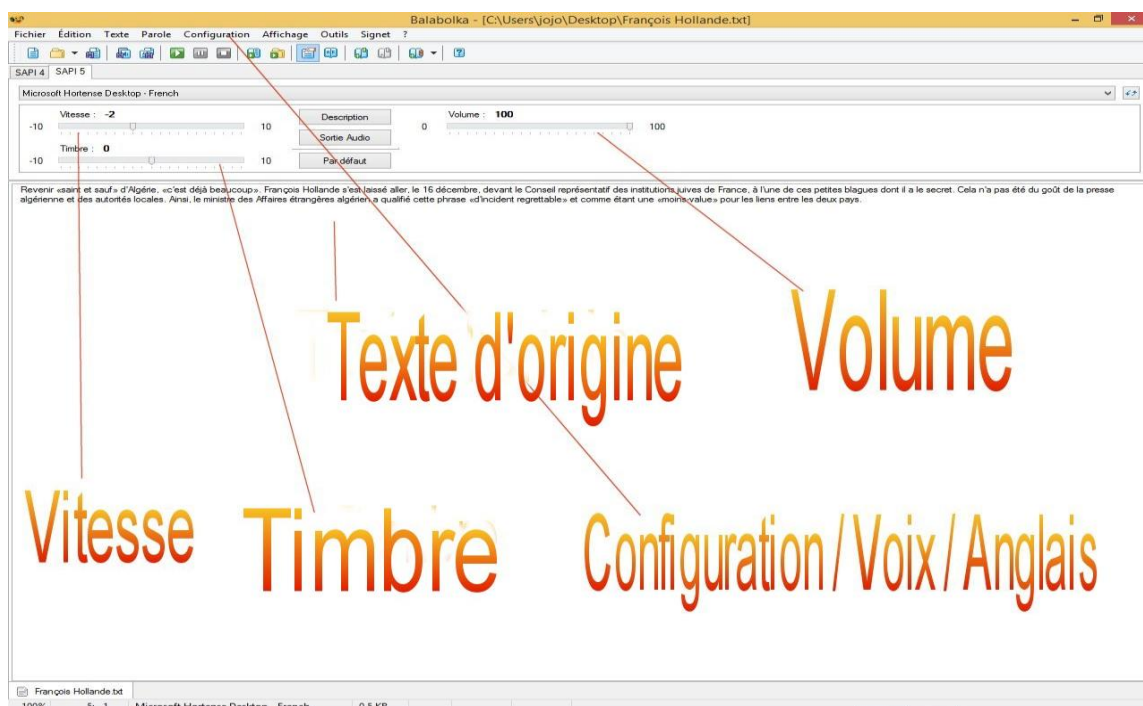 Balabolka - [C:\Users\jojo\Desktop\François Hollande.txt]
Fichier Édition Texte Parole Configuration Affichage Outils Signet ?
SAPI 4 SAPI 5
Microsoft Hortense Desktop - French
Vitesse : -2
-10 10
Timbre : 0
-10 10
Description
Sortie Audio
Par défaut
Volume : 100
0 100
Revenir «saint et sauf» d'Algérie, «c'est déjà beaucoup». François Hollande s'est laissé aller, le 16 décembre, devant le Conseil représentatif des institutions juives de France, à l'une de ces petites blagues dont il a le secret. Cela n'a pas été du goût de la presse
algérienne et des autorités locales. Ainsi, le ministre des Affaires étrangères algérien a qualifié cette phrase «d'incident regrettable» et comme étant une «moins-value» pour les liens entre les deux pays.
Texte d'origine
Volume
Vitesse
Timbre
Configuration / Voix / Anglais
François Hollande.txt
100% 5: 1 Microsoft Hortense Desktop - French 0,5 KB